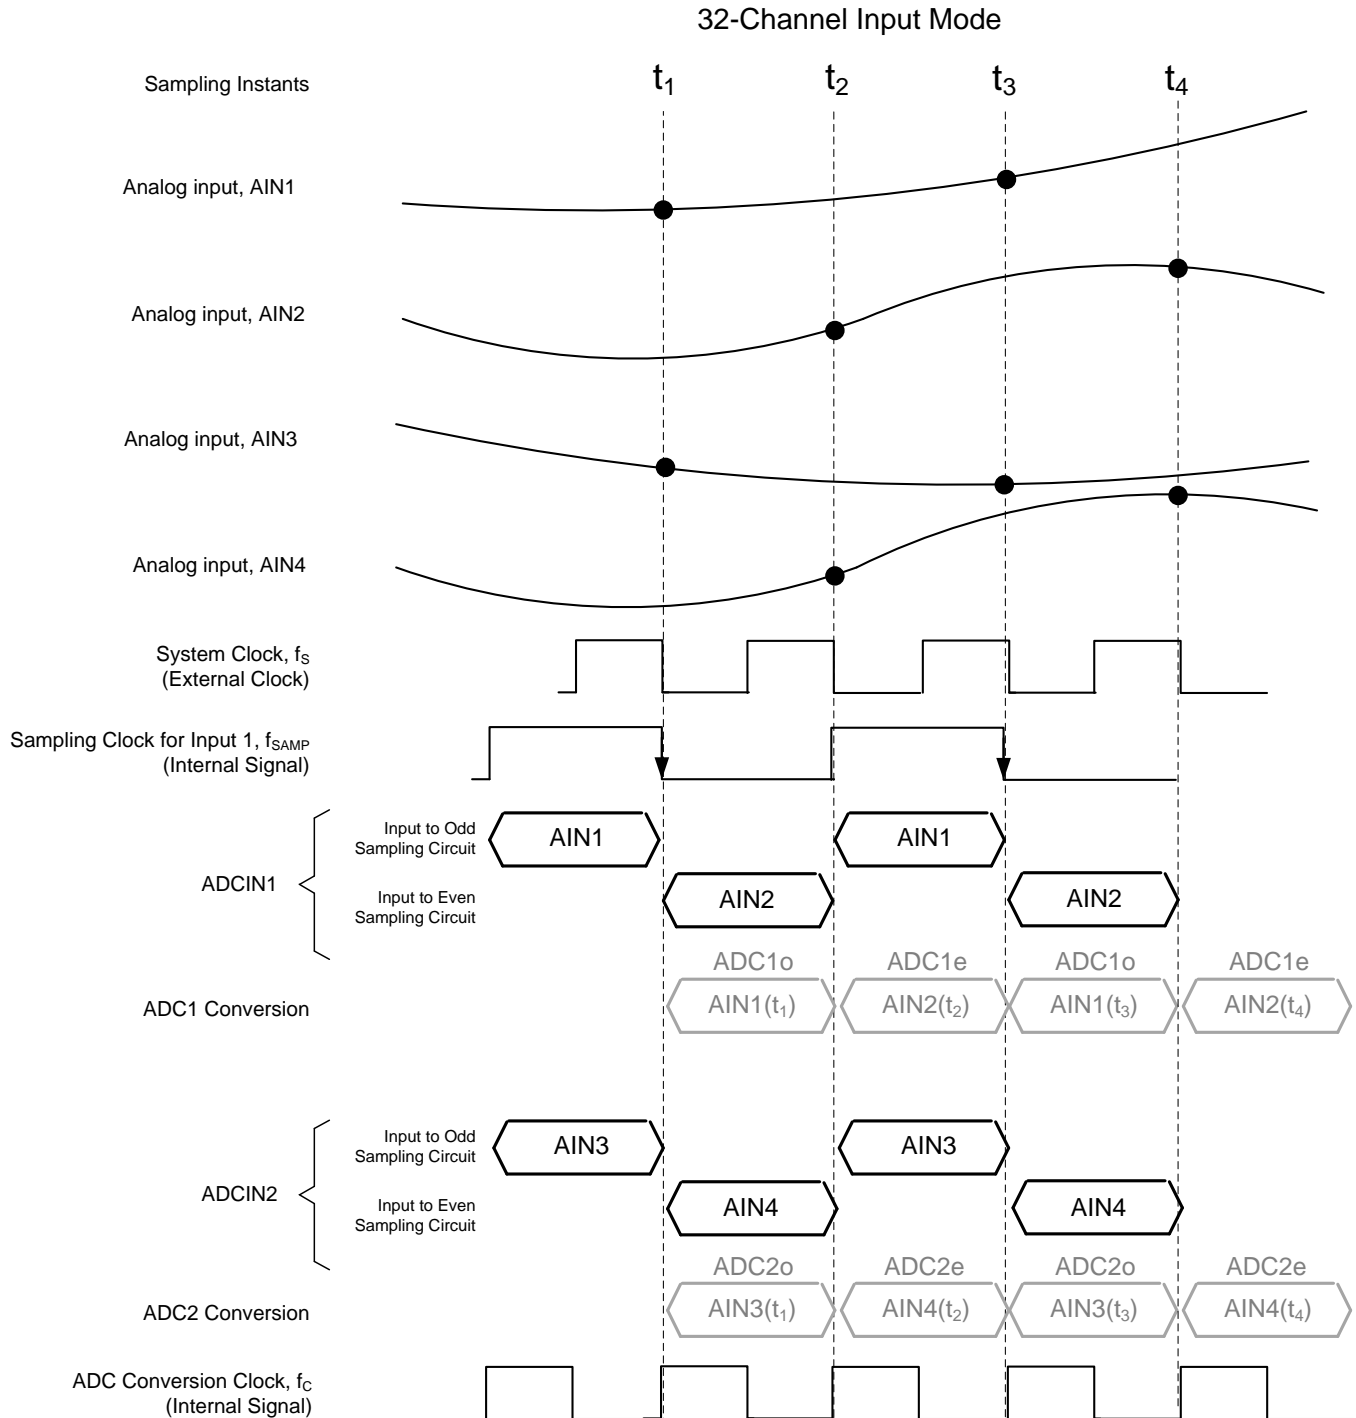 32-Channel Input Mode
Sampling Instants
t1 t2 t3 t4
Analog input, AIN1
Analog input, AIN2
Analog input, AIN3
Analog input, AIN4
System Clock, fS
(External Clock)
Sampling Clock for Input 1, fSAMP
(Internal Signal)
ADCIN1
Input to Odd
Sampling Circuit
AIN1 AIN1
Input to Even
Sampling Circuit
AIN2 AIN2
ADC1o ADC1e ADC1o ADC1e
ADC1 Conversion
AIN1(t1) AIN2(t2) AIN1(t3) AIN2(t4)
ADCIN2
Input to Odd
Sampling Circuit
AIN3 AIN3
Input to Even
Sampling Circuit
AIN4 AIN4
ADC2o ADC2e ADC2o ADC2e
ADC2 Conversion
AIN3(t1) AIN4(t2) AIN3(t3) AIN4(t4)
ADC Conversion Clock, fC
(Internal Signal)